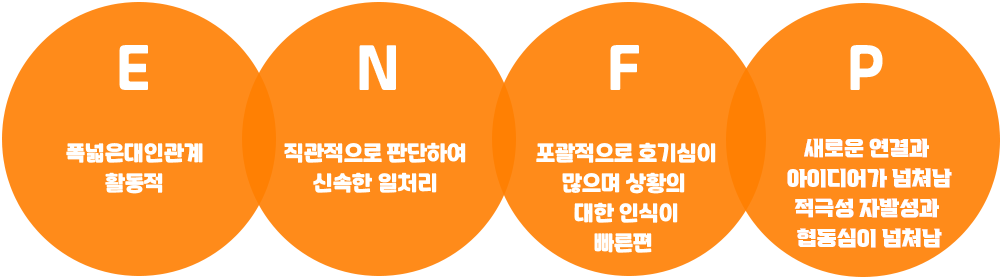 E
폭넓은대인관계
활동적
N
직관적으로 판단하여
신속한 일처리
F
포괄적으로 호기심이
많으며 상황의
대한 인식이
빠른편
P
새로운 연결과
아이디어가 넘쳐남
적극성 자발성과
협동심이 넘쳐남